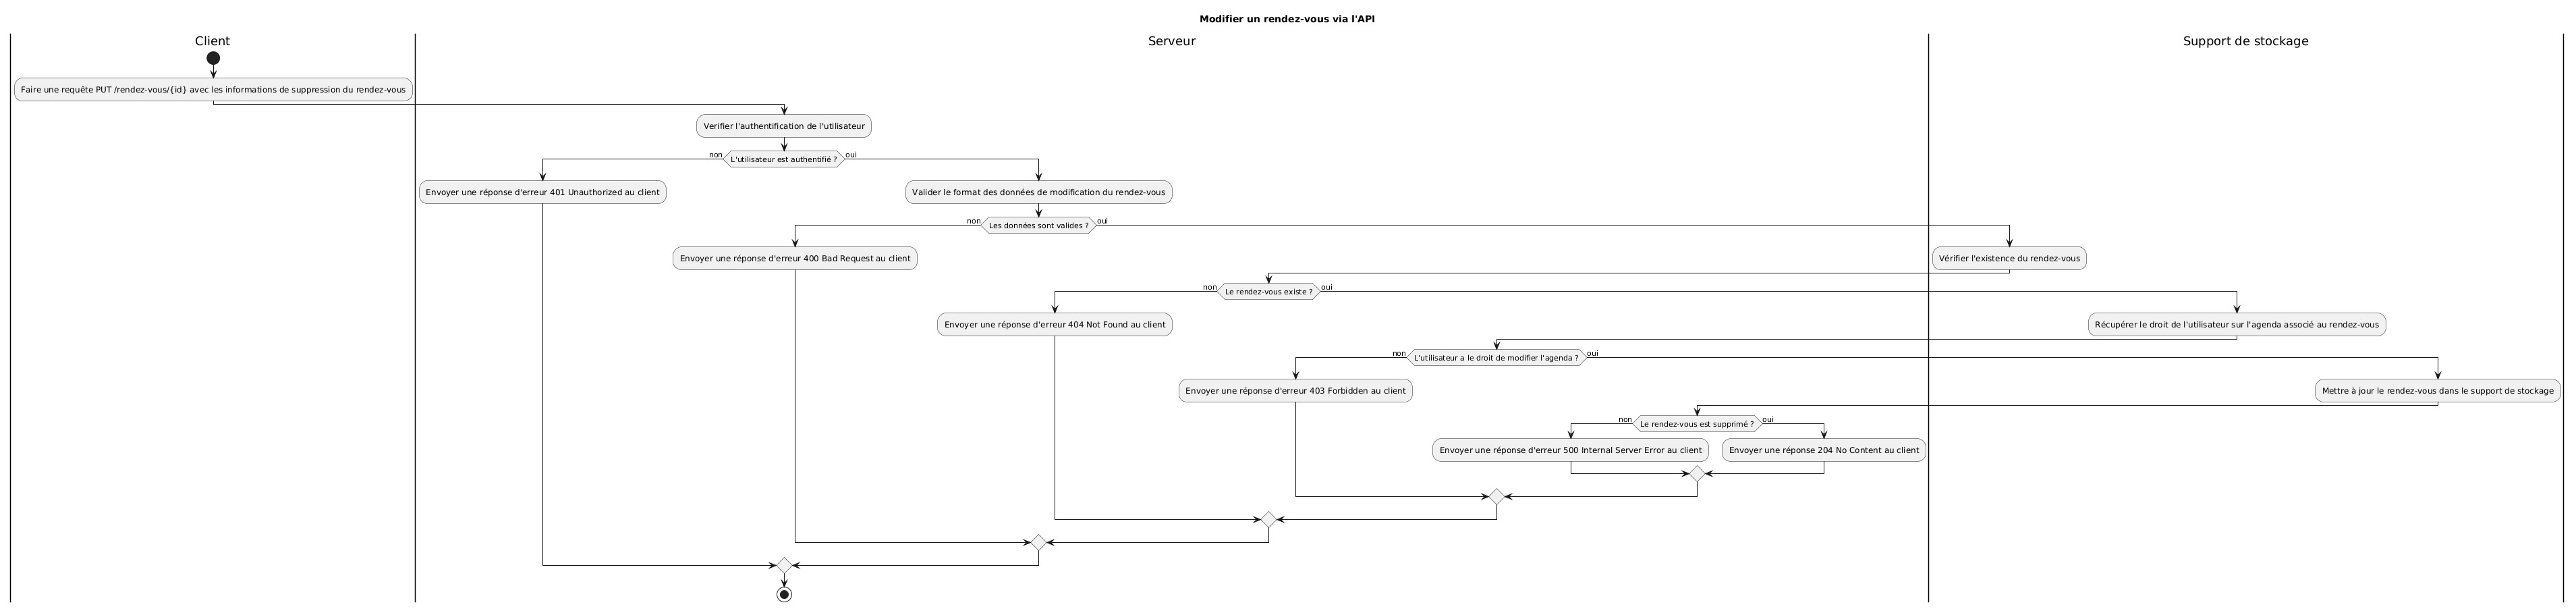 Modifier un rendez-vous via l'API
Client
Serveur
Support de stockage
Faire une requête PUT /rendez-vous/{id} avec les informations de suppression du rendez-vous
Verifier l'authentification de l'utilisateur
non
L'utilisateur est authentifié ?
oui
Envoyer une réponse d'erreur 401 Unauthorized au client
Valider le format des données de modification du rendez-vous
non
Les données sont valides ?
oui
Envoyer une réponse d'erreur 400 Bad Request au client
Vérifier l'existence du rendez-vous
non
Le rendez-vous existe ?
oui
Envoyer une réponse d'erreur 404 Not Found au client
Récupérer le droit de l'utilisateur sur l'agenda associé au rendez-vous
non
L'utilisateur a le droit de modifier l'agenda ?
oui
Envoyer une réponse d'erreur 403 Forbidden au client
Mettre à jour le rendez-vous dans le support de stockage
non
Le rendez-vous est supprimé ?
oui
Envoyer une réponse d'erreur 500 Internal Server Error au client
Envoyer une réponse 204 No Content au client